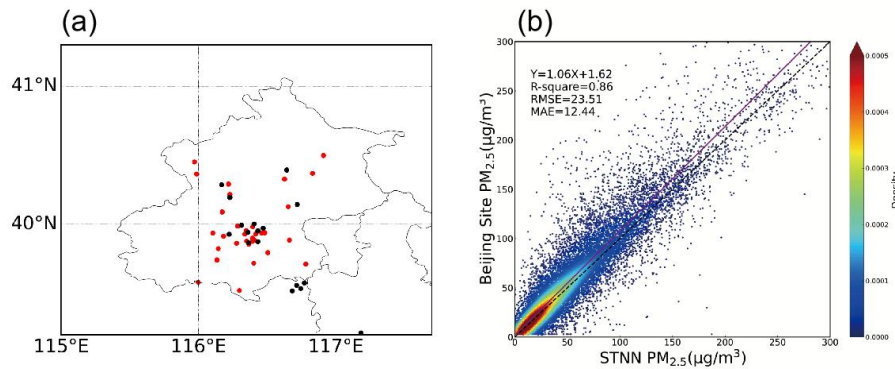 (a)
41°N
40°N
115°E
116°E
117°E
(b)
Y=1.06X+1.62
R-square=0.86
RMSE=23.51
MAE=12.44
Beijing Site PM2.5(μg/m³)
300
250
200
150
100
50
0
0
50
100
150
200
250
300
STNN PM2.5(μg/m³)
0.0005
0.0004
0.0003
0.0002
0.0001
0.0000
Density